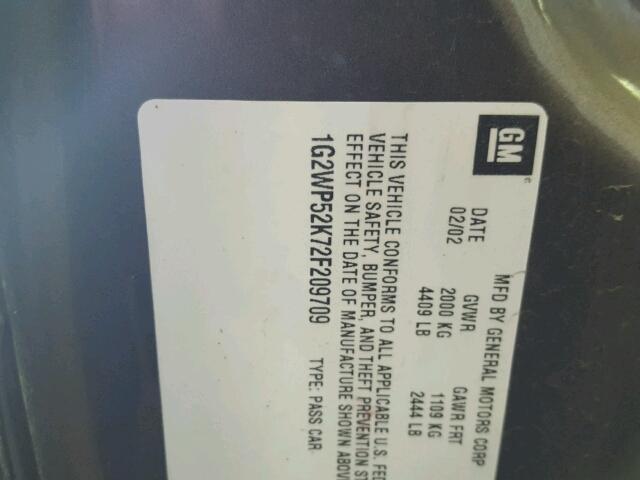 GM
MFD BY GENERAL MOTORS CORP
DATE GVWR GAWR FRT
02/02 2000 KG 1109 KG
4409 LB 2444 LB
THIS VEHICLE CONFORMS TO ALL APPLICABLE U.S.
VEHICLE SAFETY, BUMPER, AND THEFT PREVENTION
EFFECT ON THE DATE OF MANUFACTURE SHOWN
1G2WP52K72F209709 TYPE: PASS CAR